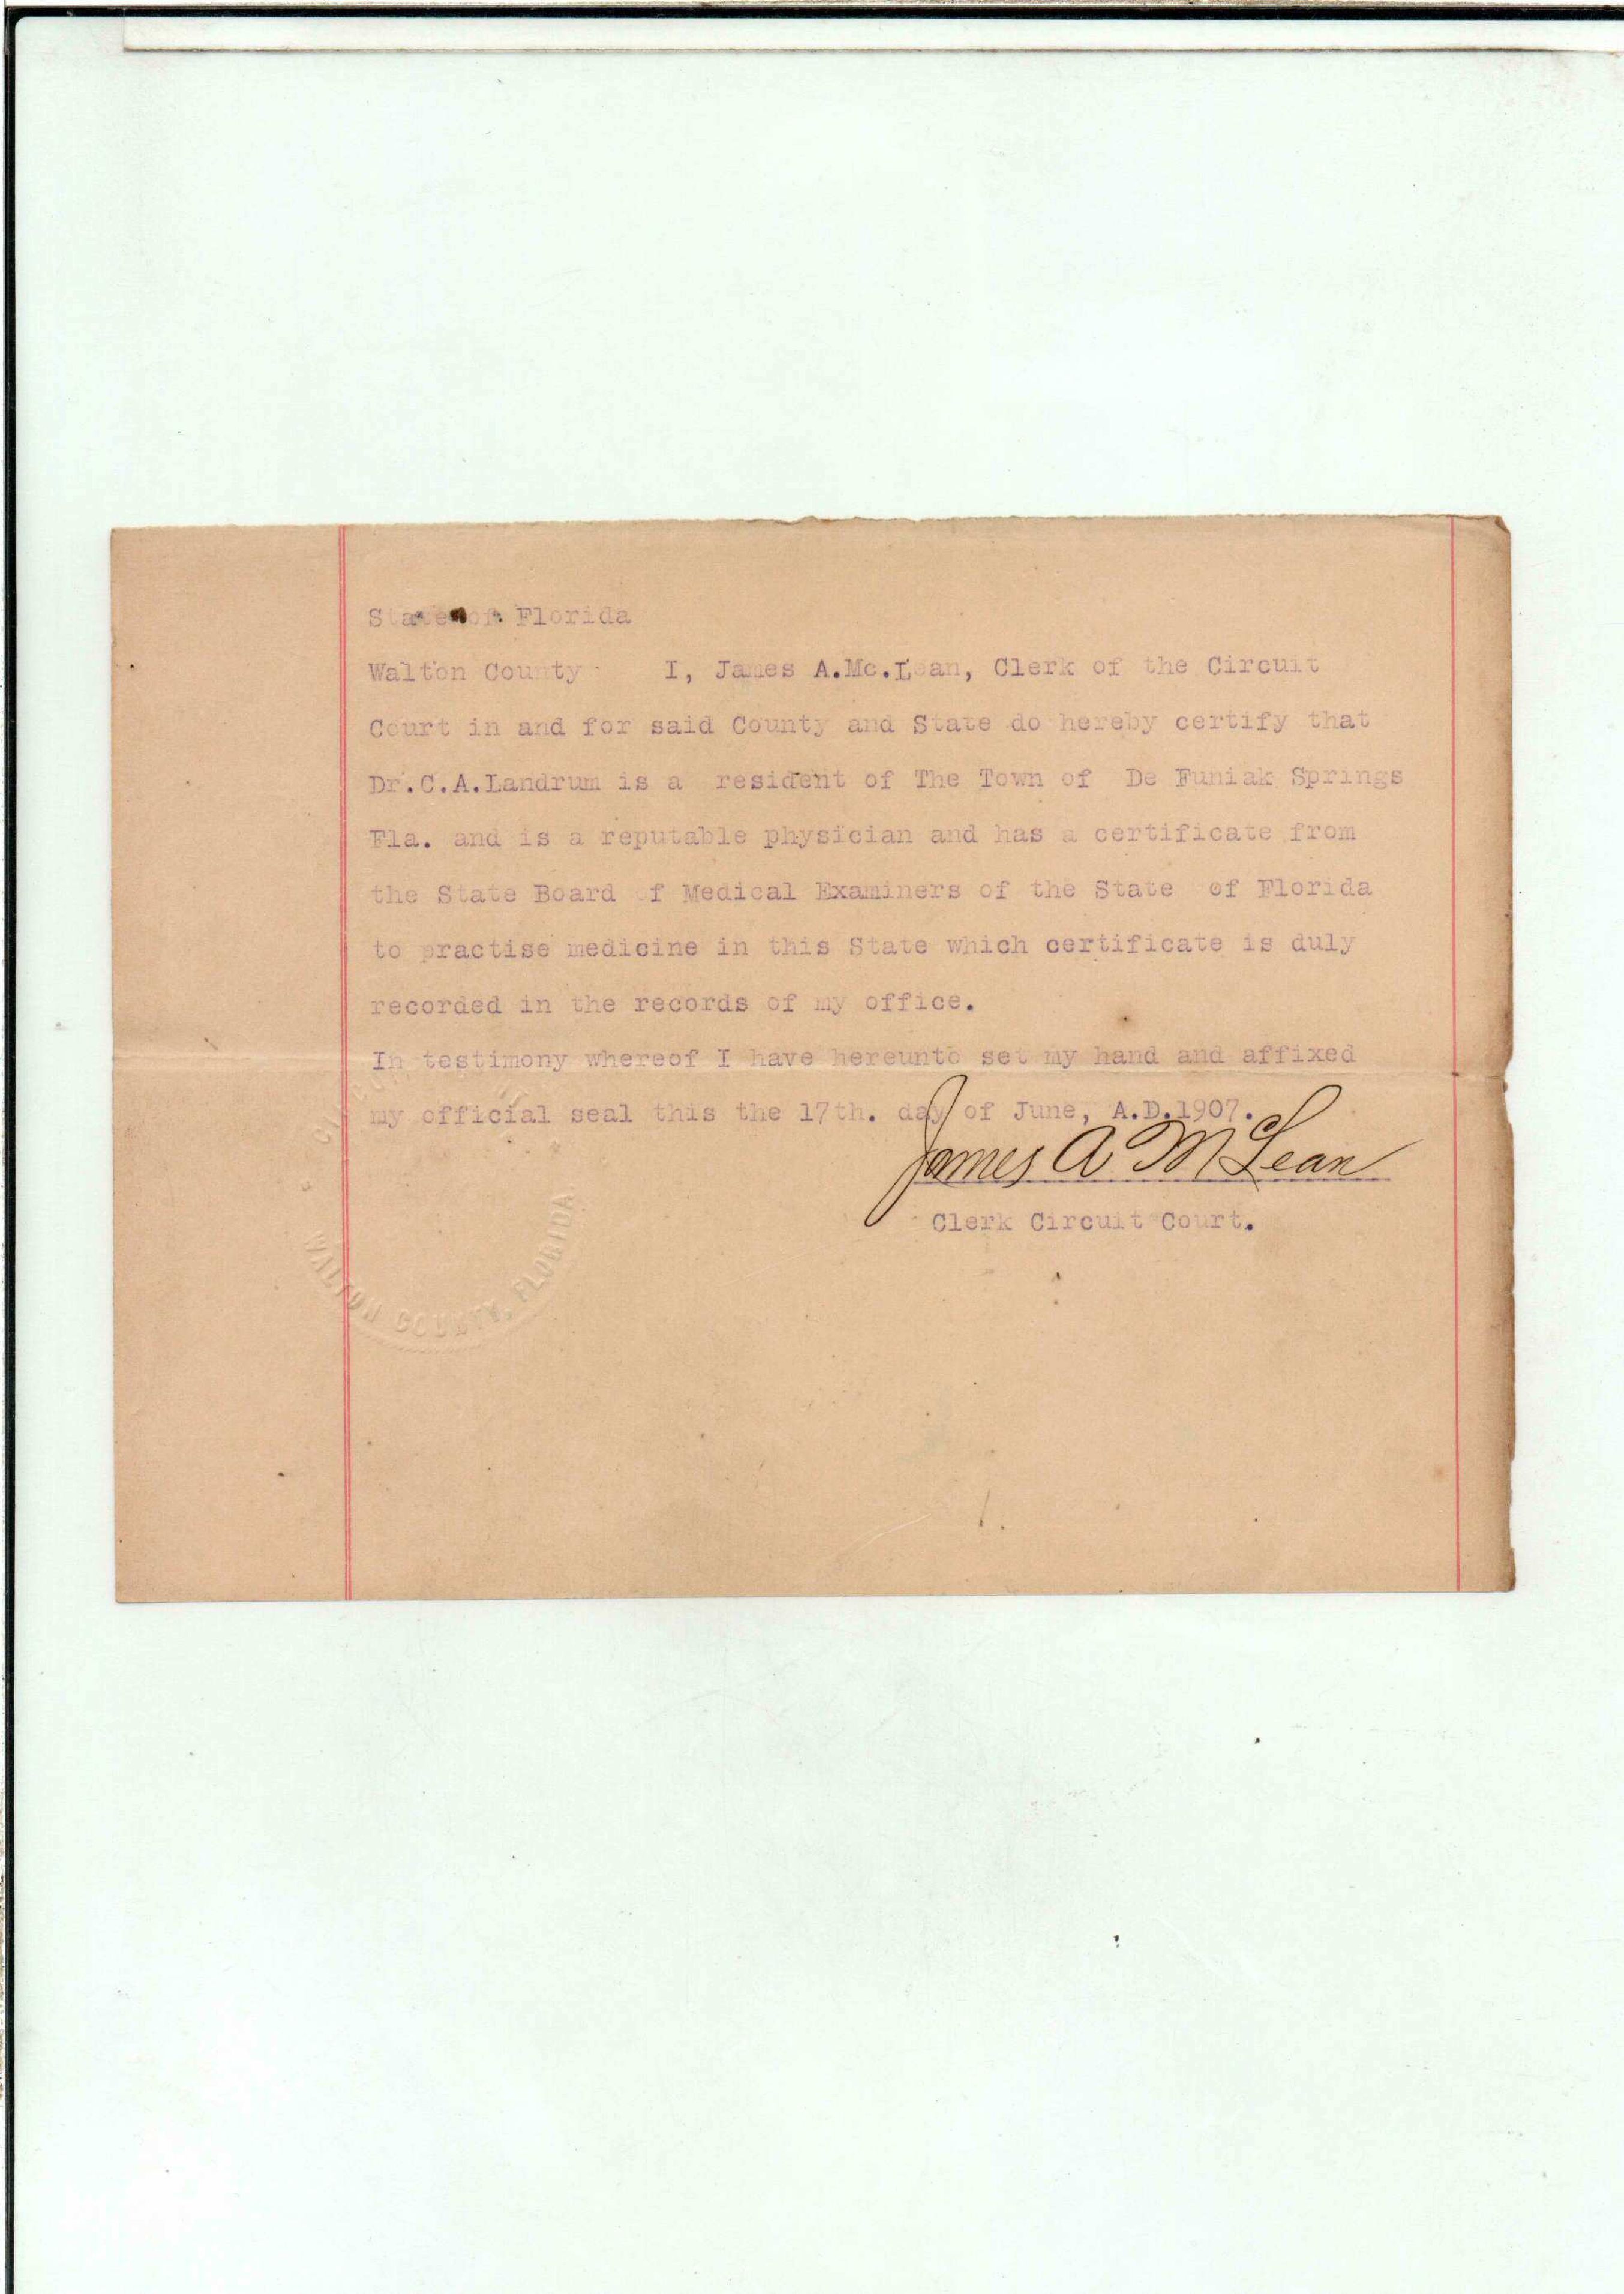 State of Florida
Walton County I, James A.Mc.Lean, Clerk of the Circuit
Court in and for said County and State do hereby certify that
Dr.C.A.Landrum is a resident of The Town of De Funiak Springs
Fla. and is a reputable physician and has a certificate from
the State Board of Medical Examiners of the State of Florida
to practise medicine in this State which certificate is duly
recorded in the records of my office.
In testimony whereof I have hereunto set my hand and affixed
my official seal this the 17th. day of June, A.D.1907.
James A McLean
Clerk Circuit Court.
WALTON COUNTY, FLORIDA